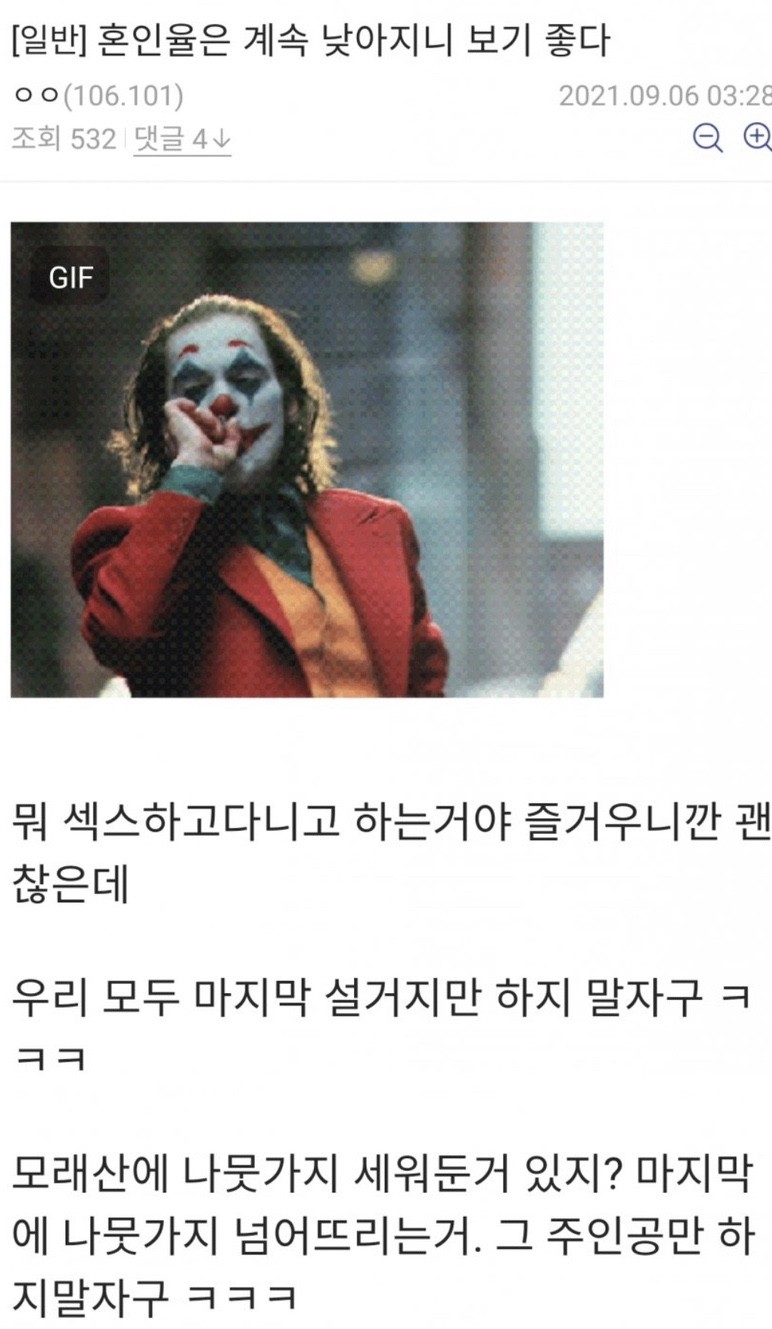 [일반] 혼인율은 계속 낮아지니 보기 좋다
ㅇㅇ(106.101)
2021.09.06 03:28
조회 532 댓글 4↓
GIF
뭐 섹스하고다니고 하는거야 즐거우니깐 괜
찮은데
우리 모두 마지막 설거지만 하지 말자구 ㅋ
ㅋㅋ
모래산에 나뭇가지 세워둔거 있지? 마지막
에 나뭇가지 넘어뜨리는거. 그 주인공만 하
지말자구 ㅋㅋㅋ